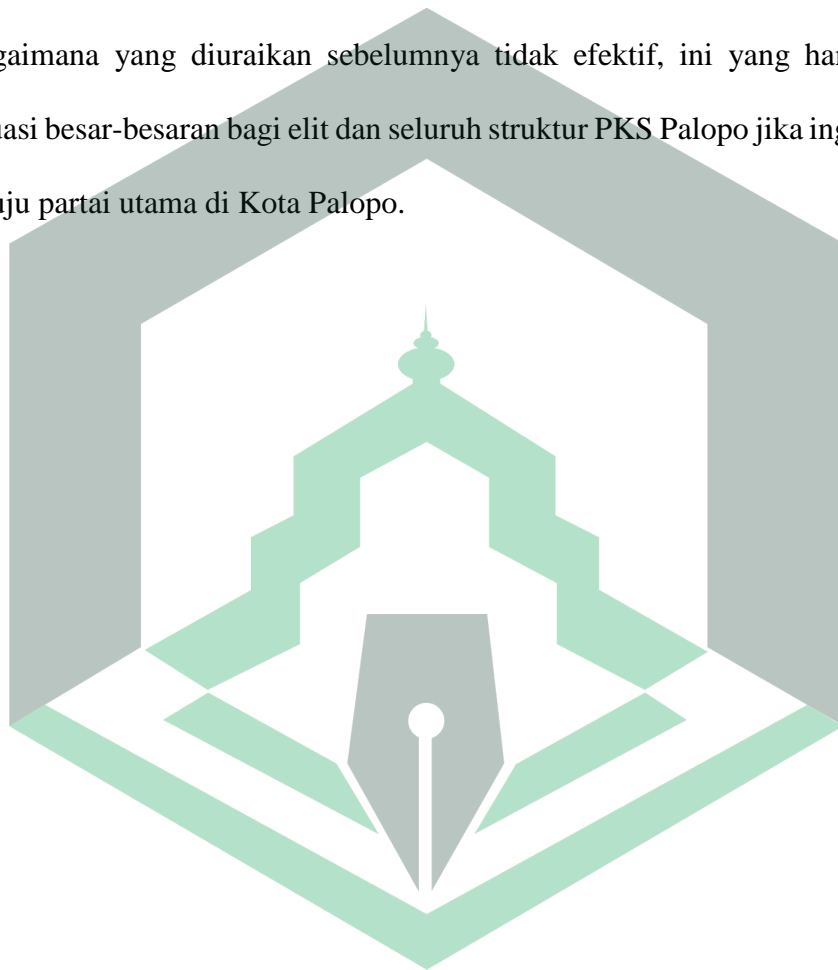 gaimana yang diuraikan sebelumnya tidak efektif, ini yang har
uasi besar-besaran bagi elit dan seluruh struktur PKS Palopo jika ing
uju partai utama di Kota Palopo.